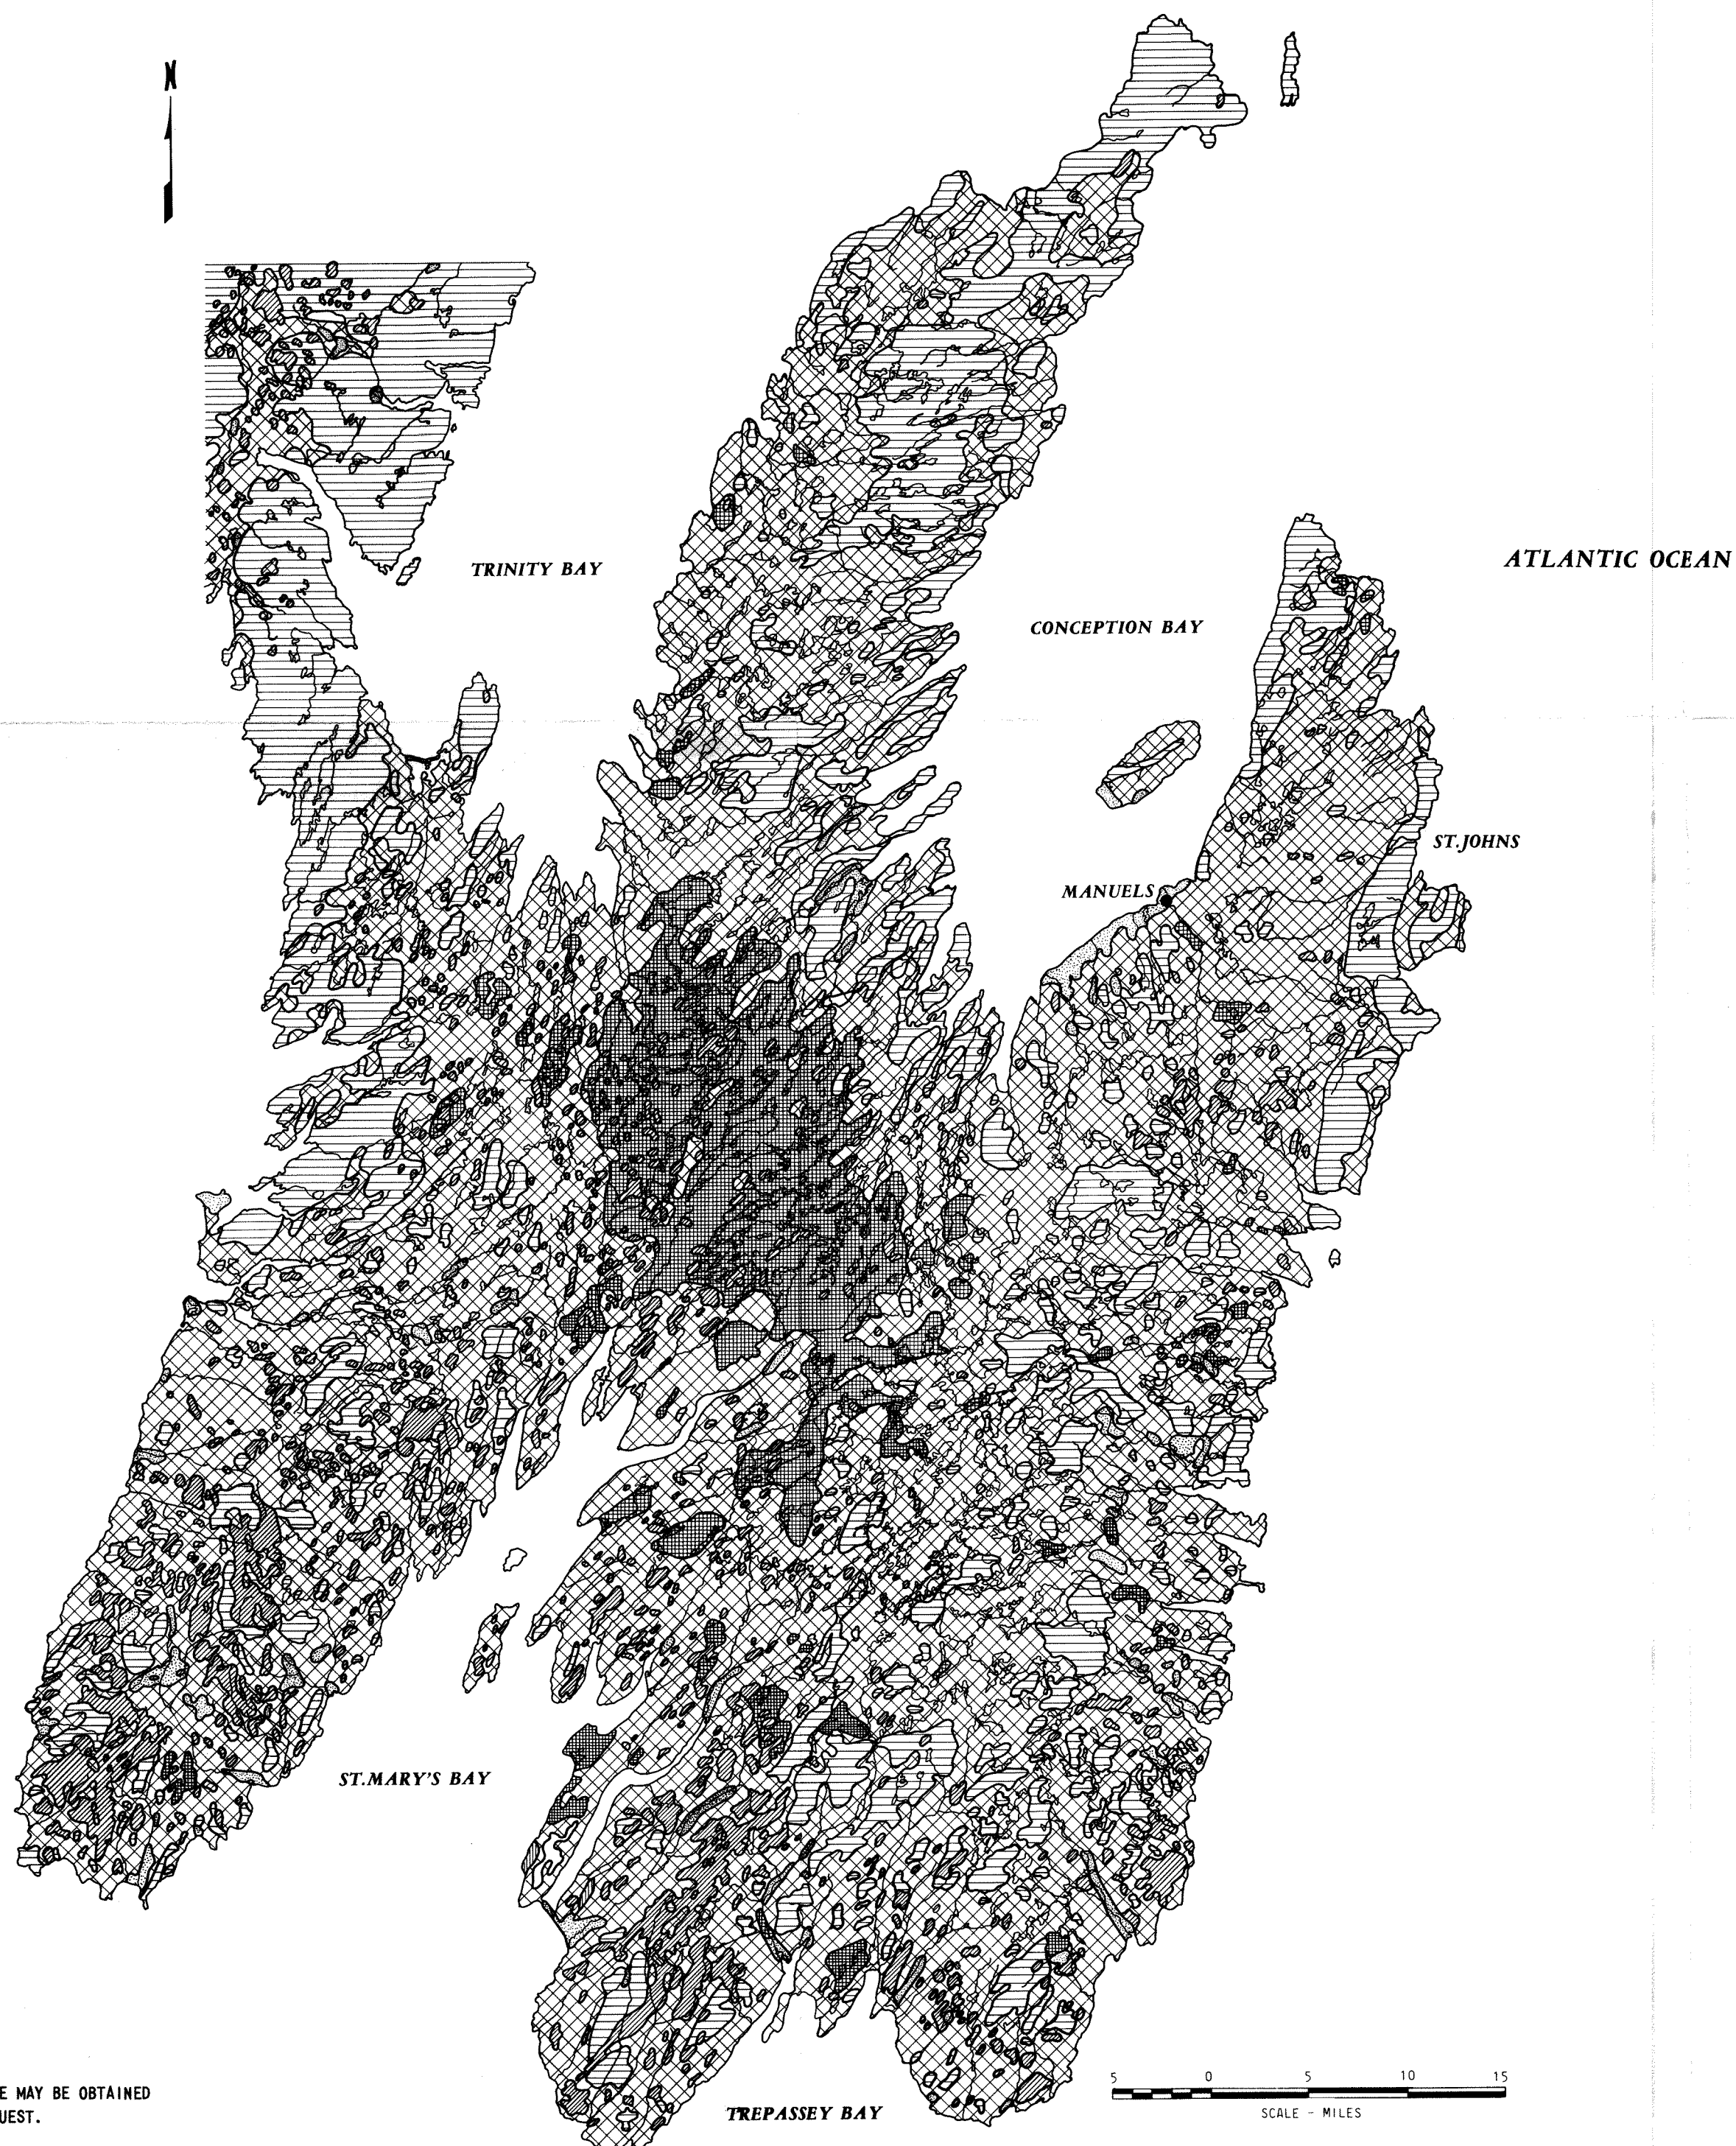 N
TRINITY BAY
ATLANTIC OCEAN
CONCEPTION BAY
ST.JOHNS
MANUELS
ST.MARY'S BAY
E MAY BE OBTAINED
UEST.
TREPASSEY BAY
5 0 5 10 15
SCALE - MILES